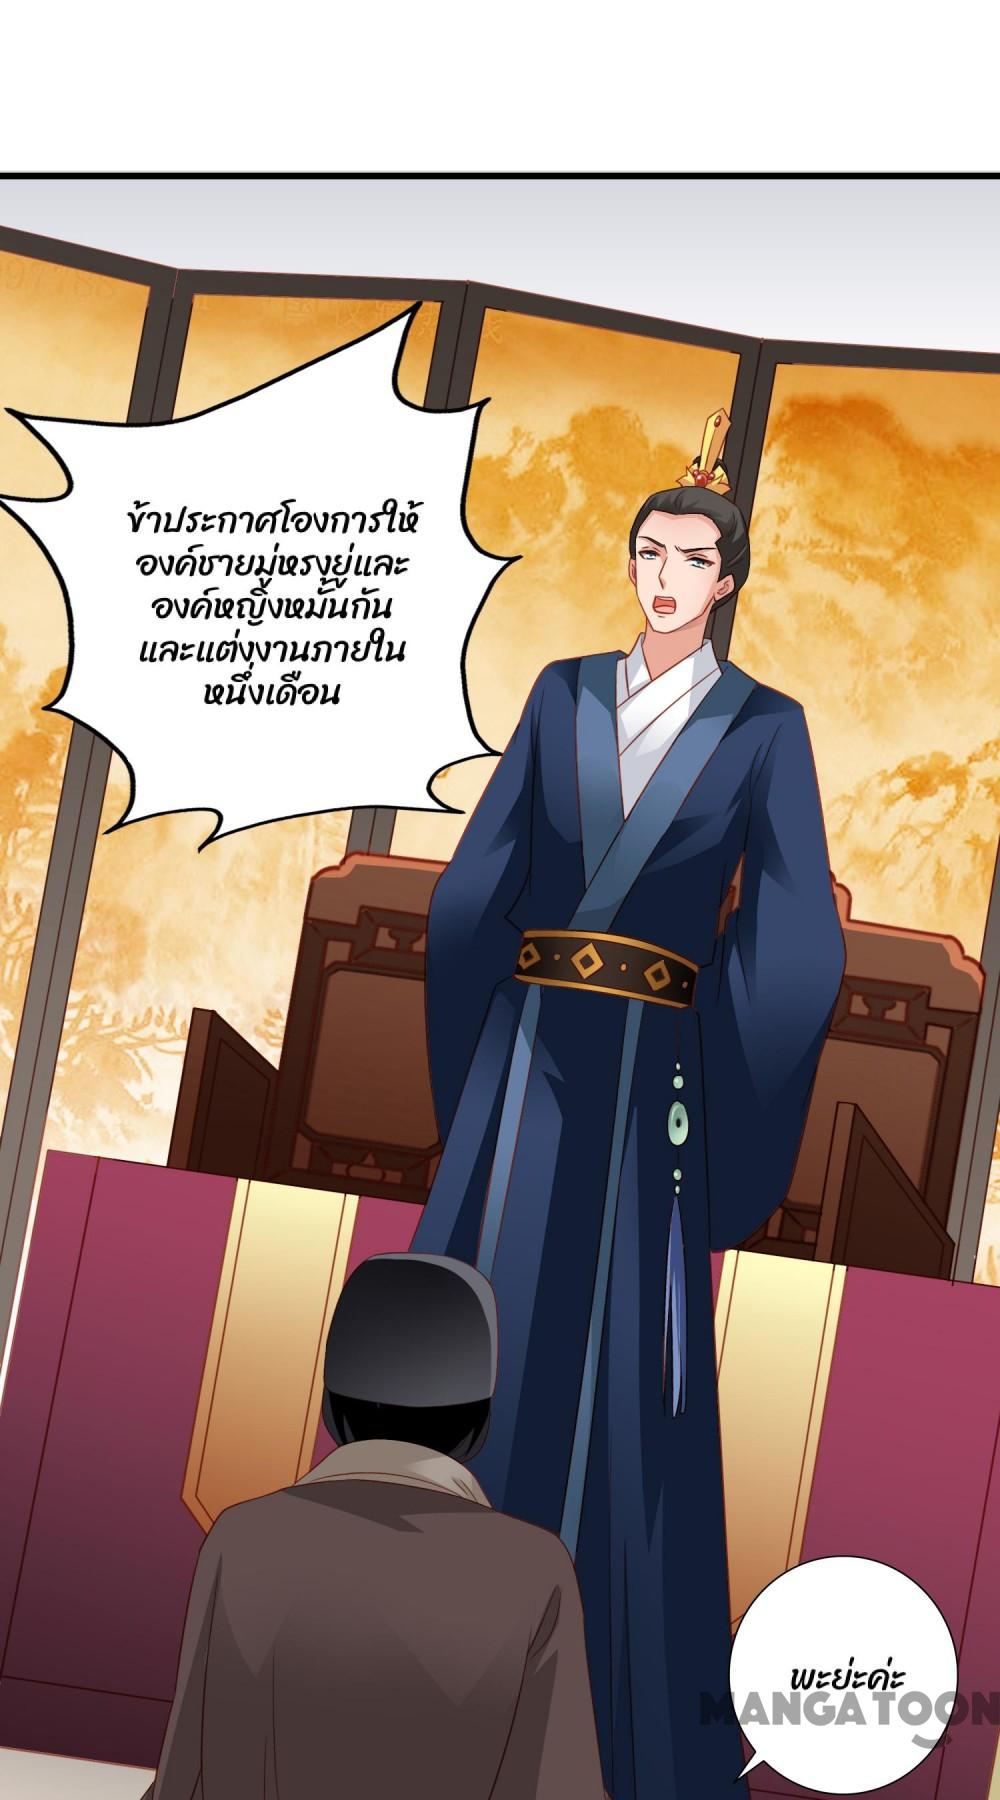 ข้าประกาศโองการให้
องค์ชายมู่หรงยู่และ
องค์หญิงหมั้นกัน
และแต่งงานภายใน
หนึ่งเดือน
พะย่ะค่ะ
MANGATOON